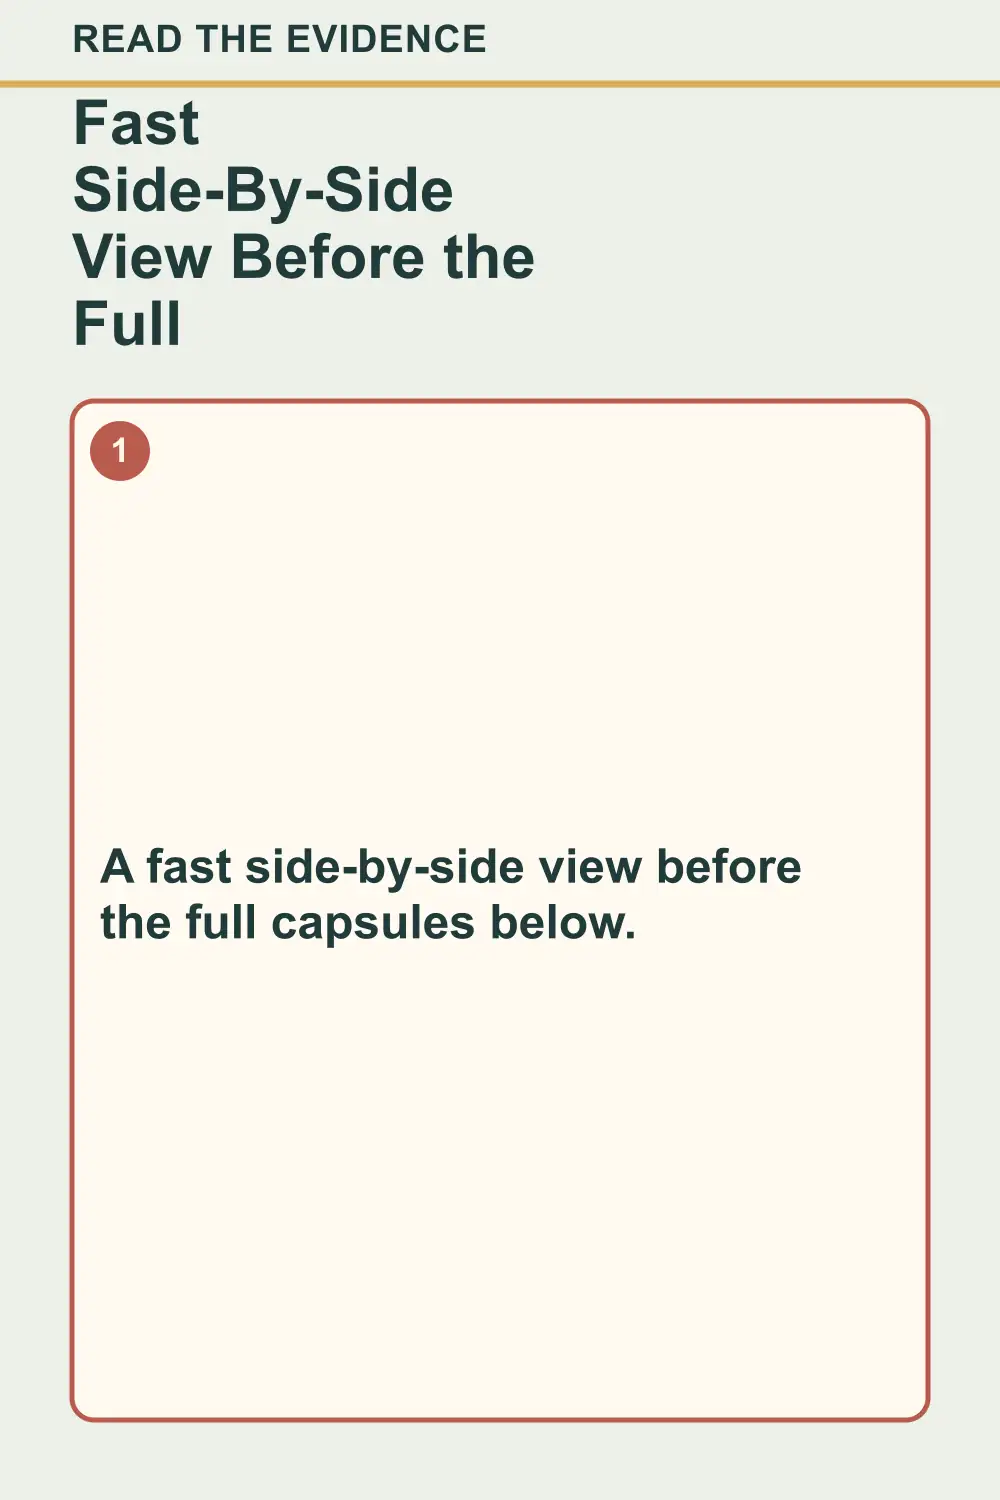 READ THE EVIDENCE
Fast
Side-By-Side
View Before the
Full
1
A fast side-by-side view before
the full capsules below.